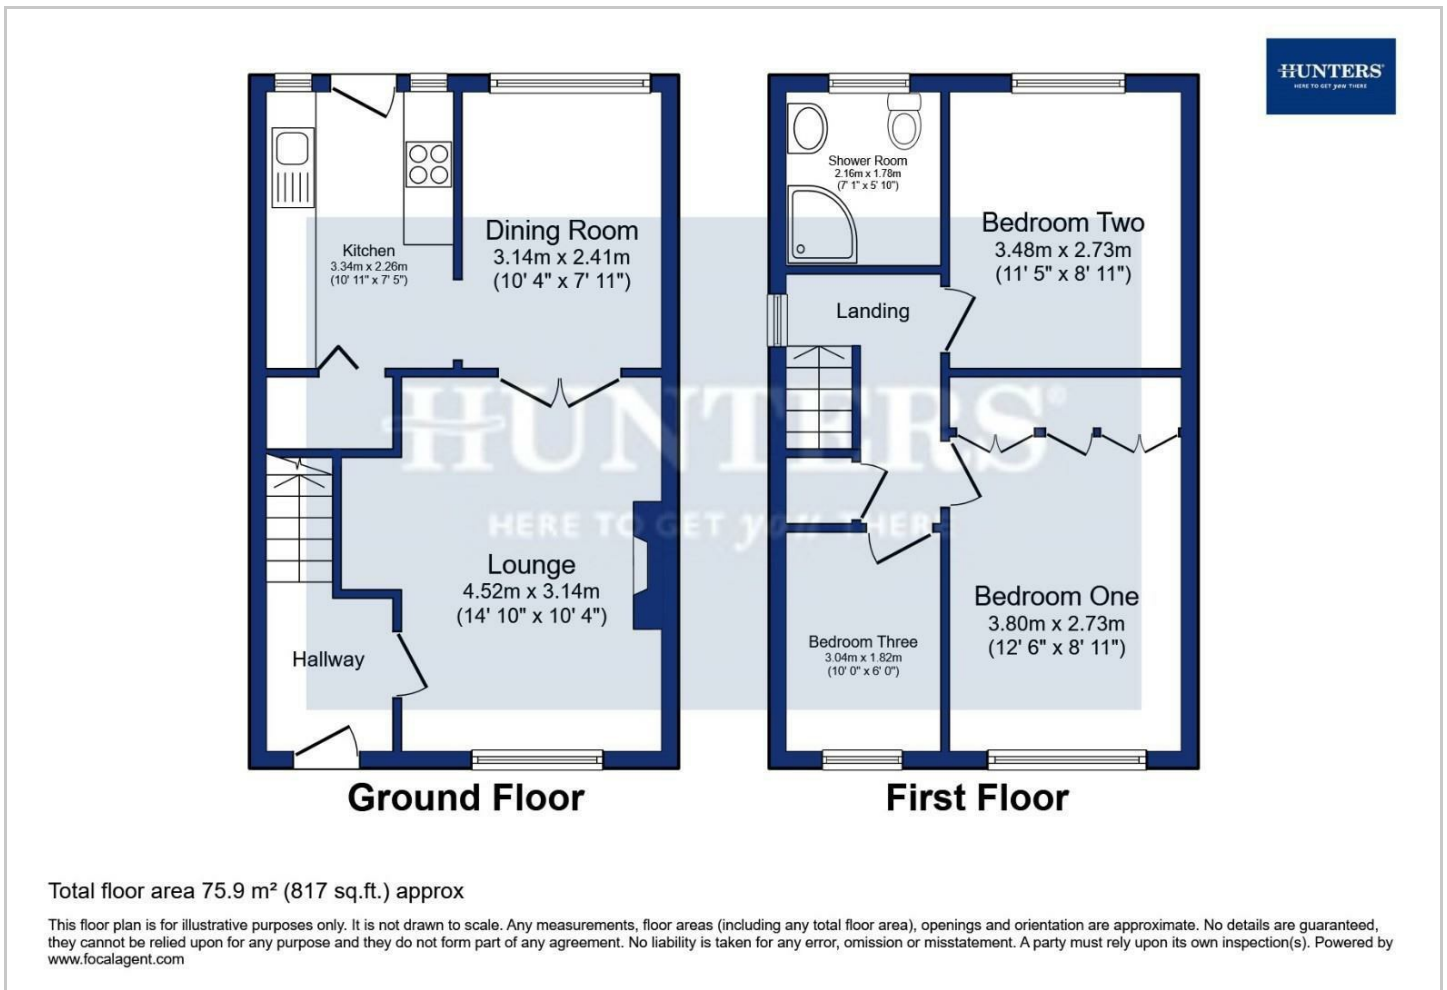 HUNTERS®
HERE TO GET you THERE
Kitchen
3.34m x 2.26m
(10' 11" x 7' 5")
Dining Room
3.14m x 2.41m
(10' 4" x 7' 11")
Lounge
4.52m x 3.14m
(14' 10" x 10' 4")
Hallway
Ground Floor
Shower Room
2.16m x 1.78m
(7' 1" x 5' 10")
Bedroom Two
3.48m x 2.73m
(11' 5" x 8' 11")
Landing
Bedroom Three
3.04m x 1.82m
(10' 0" x 6' 0")
Bedroom One
3.80m x 2.73m
(12' 6" x 8' 11")
First Floor
HUNTERS®
HERE TO GET you THERE
Total floor area 75.9 m² (817 sq.ft.) approx
This floor plan is for illustrative purposes only. It is not drawn to scale. Any measurements, floor areas (including any total floor area), openings and orientation are approximate. No details are guaranteed,
they cannot be relied upon for any purpose and they do not form part of any agreement. No liability is taken for any error, omission or misstatement. A party must rely upon its own inspection(s). Powered by
www.focalagent.com